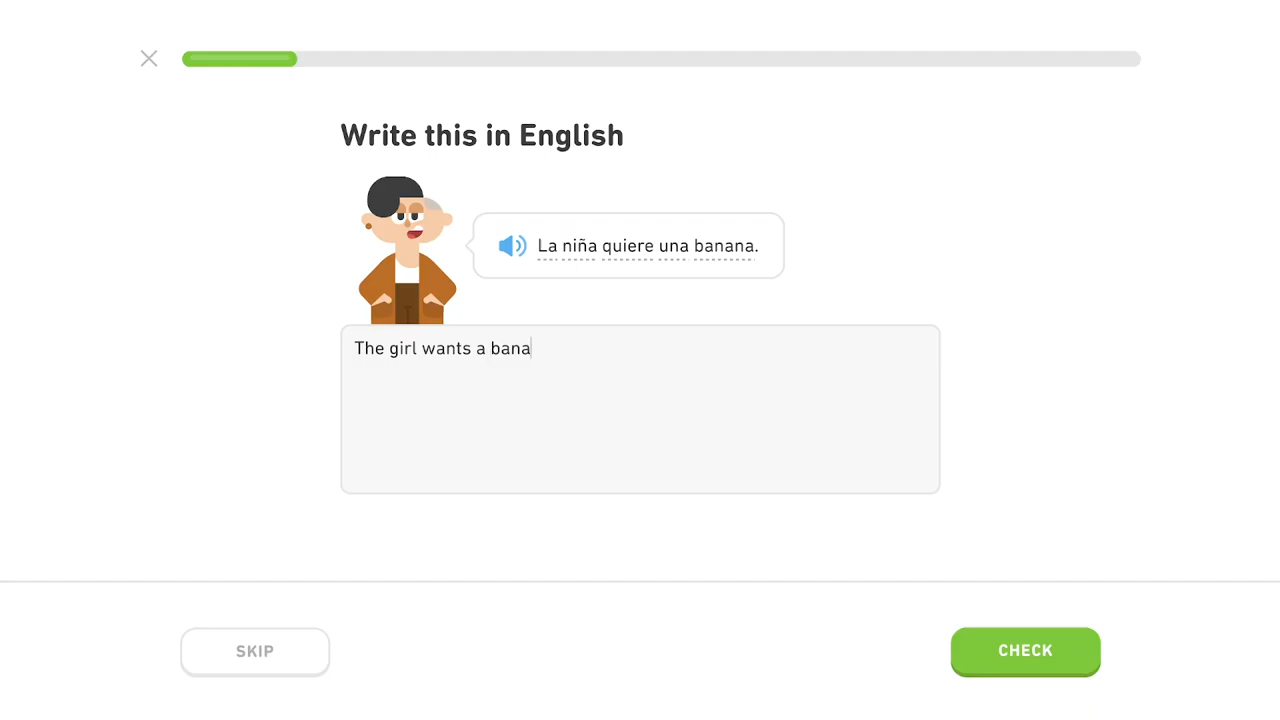 Write this in English
La niña quiere una banana.
The girl wants a bana
SKIP
CHECK